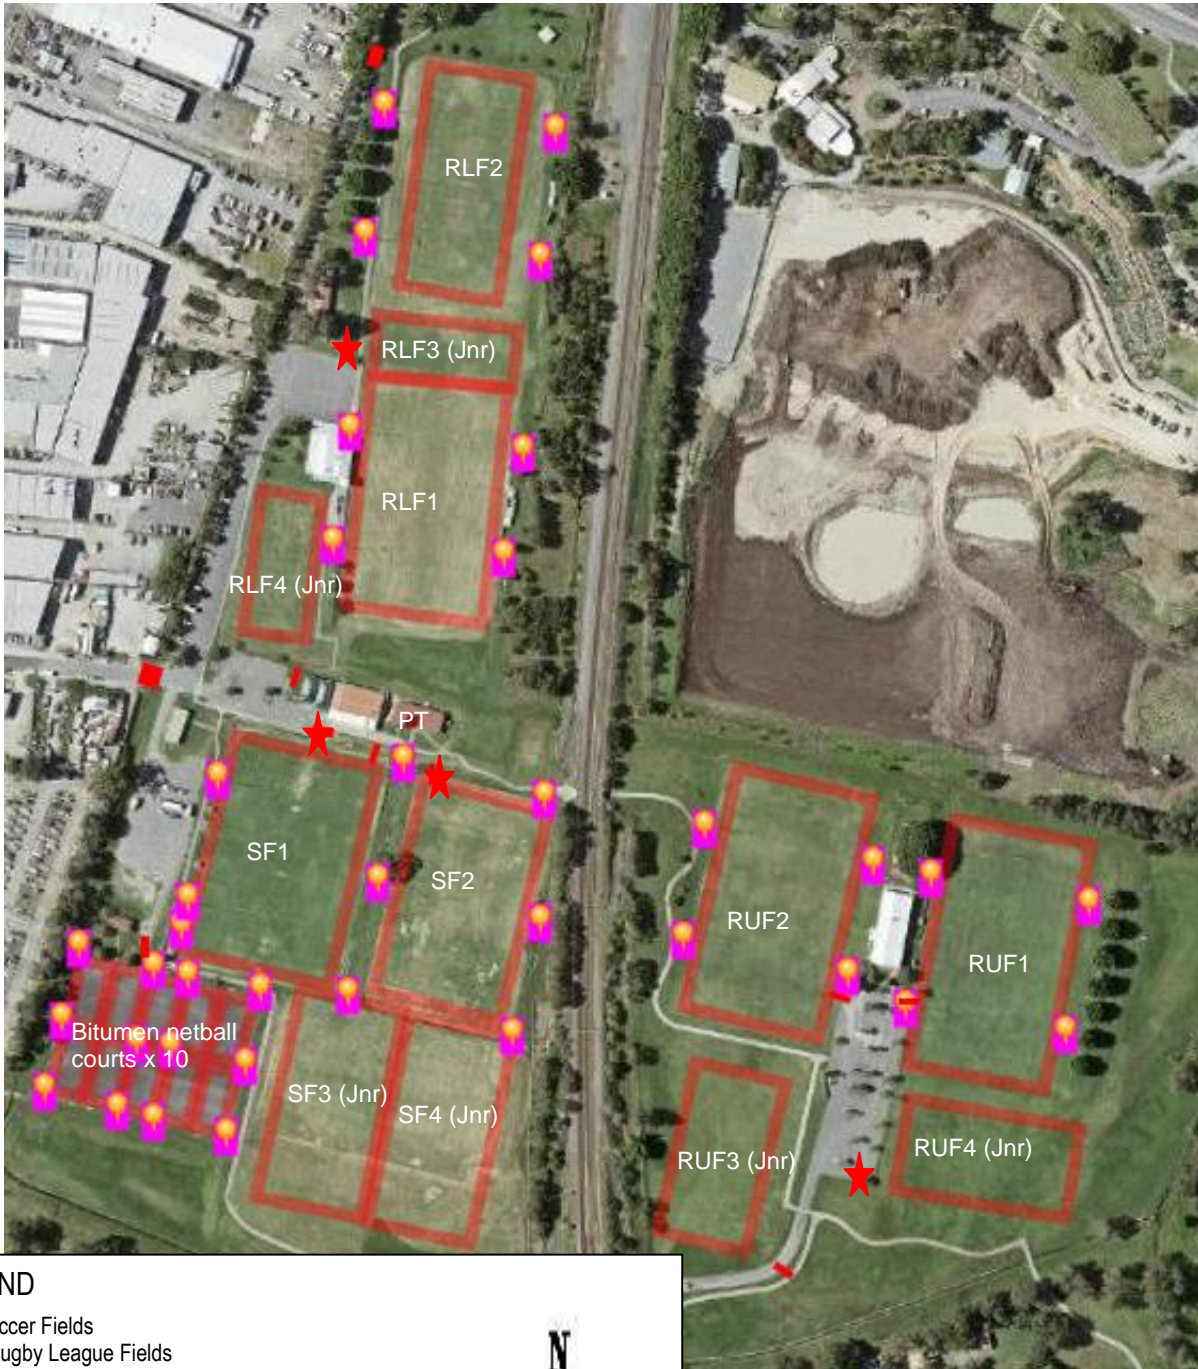 RLF2
RLF3 (Jnr)
RLF1
RLF4 (Jnr)
PT
SF1
SF2
RUF2
RUF1
Bitumen netball
courts x 10
SF3 (Jnr)
SF4 (Jnr)
RUF3 (Jnr)
RUF4 (Jnr)
ND
ccer Fields
ugby League Fields
N